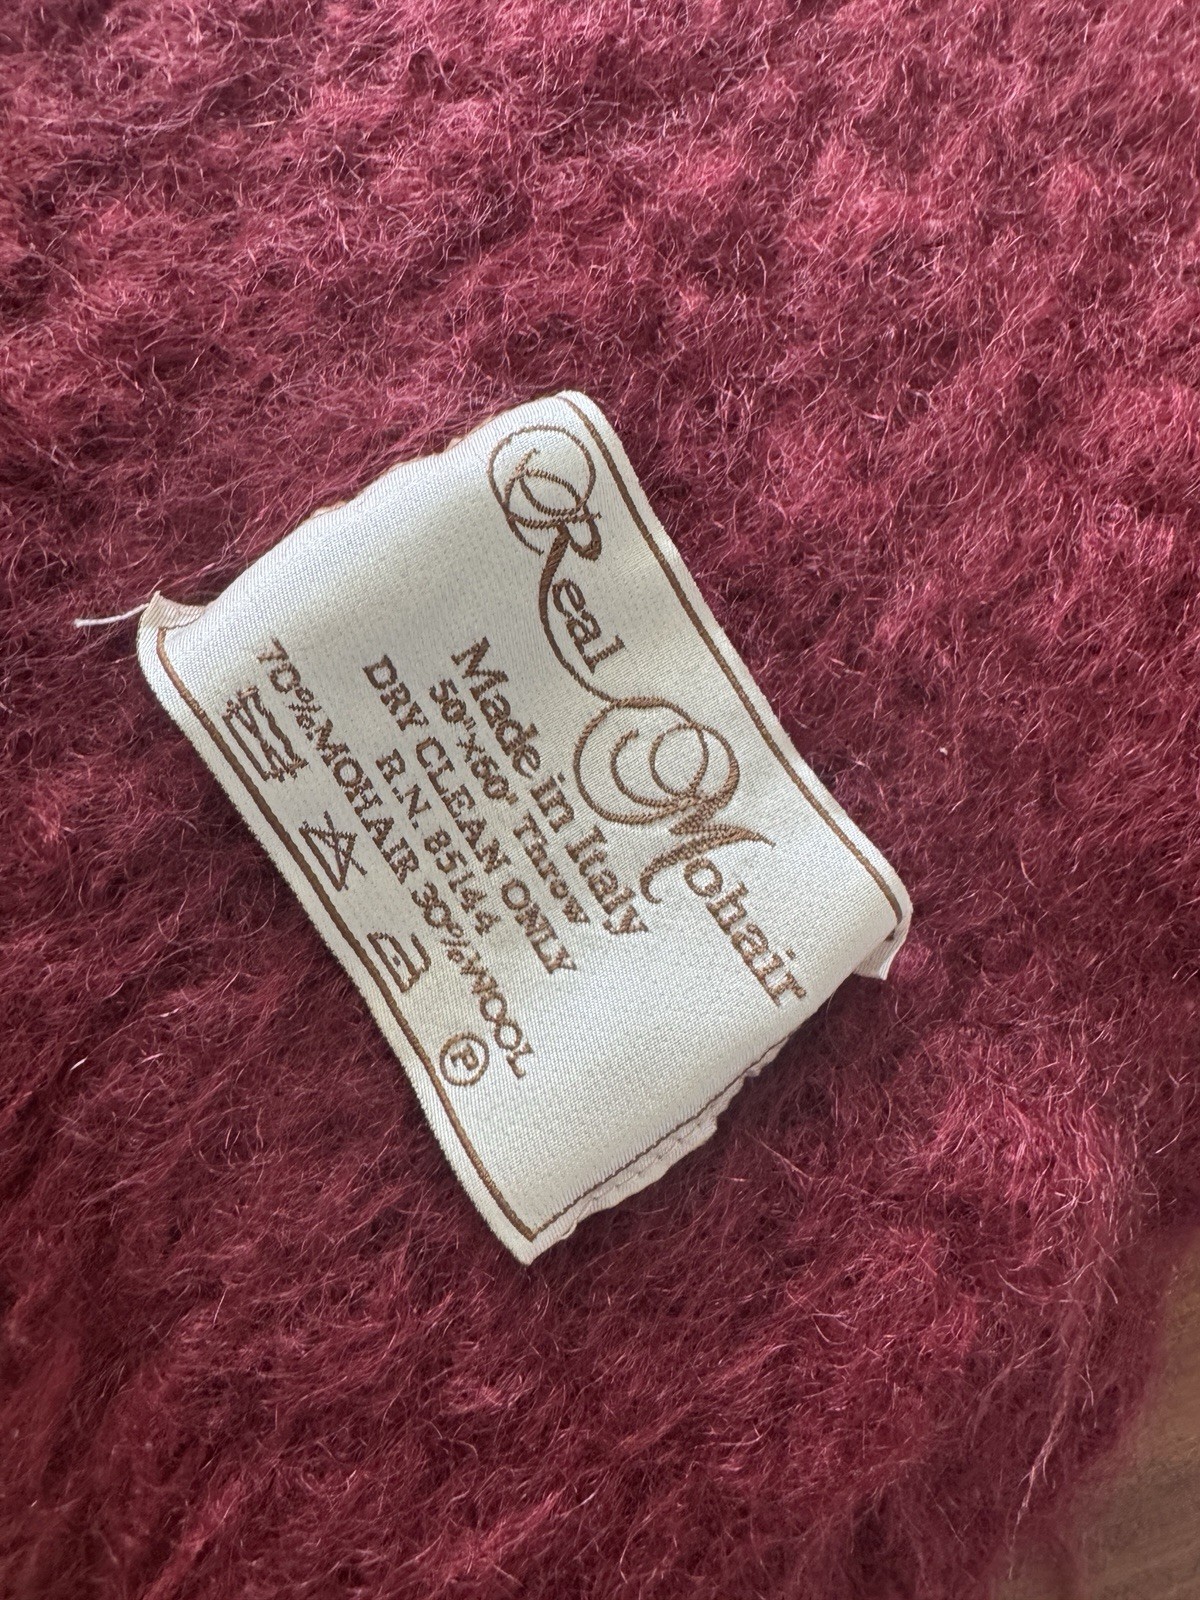 Real Mohair
Made in Italy
50"x60" Throw
DRY CLEAN ONLY
R.N. 85144
70%MOHAIR 30%WOOL
P